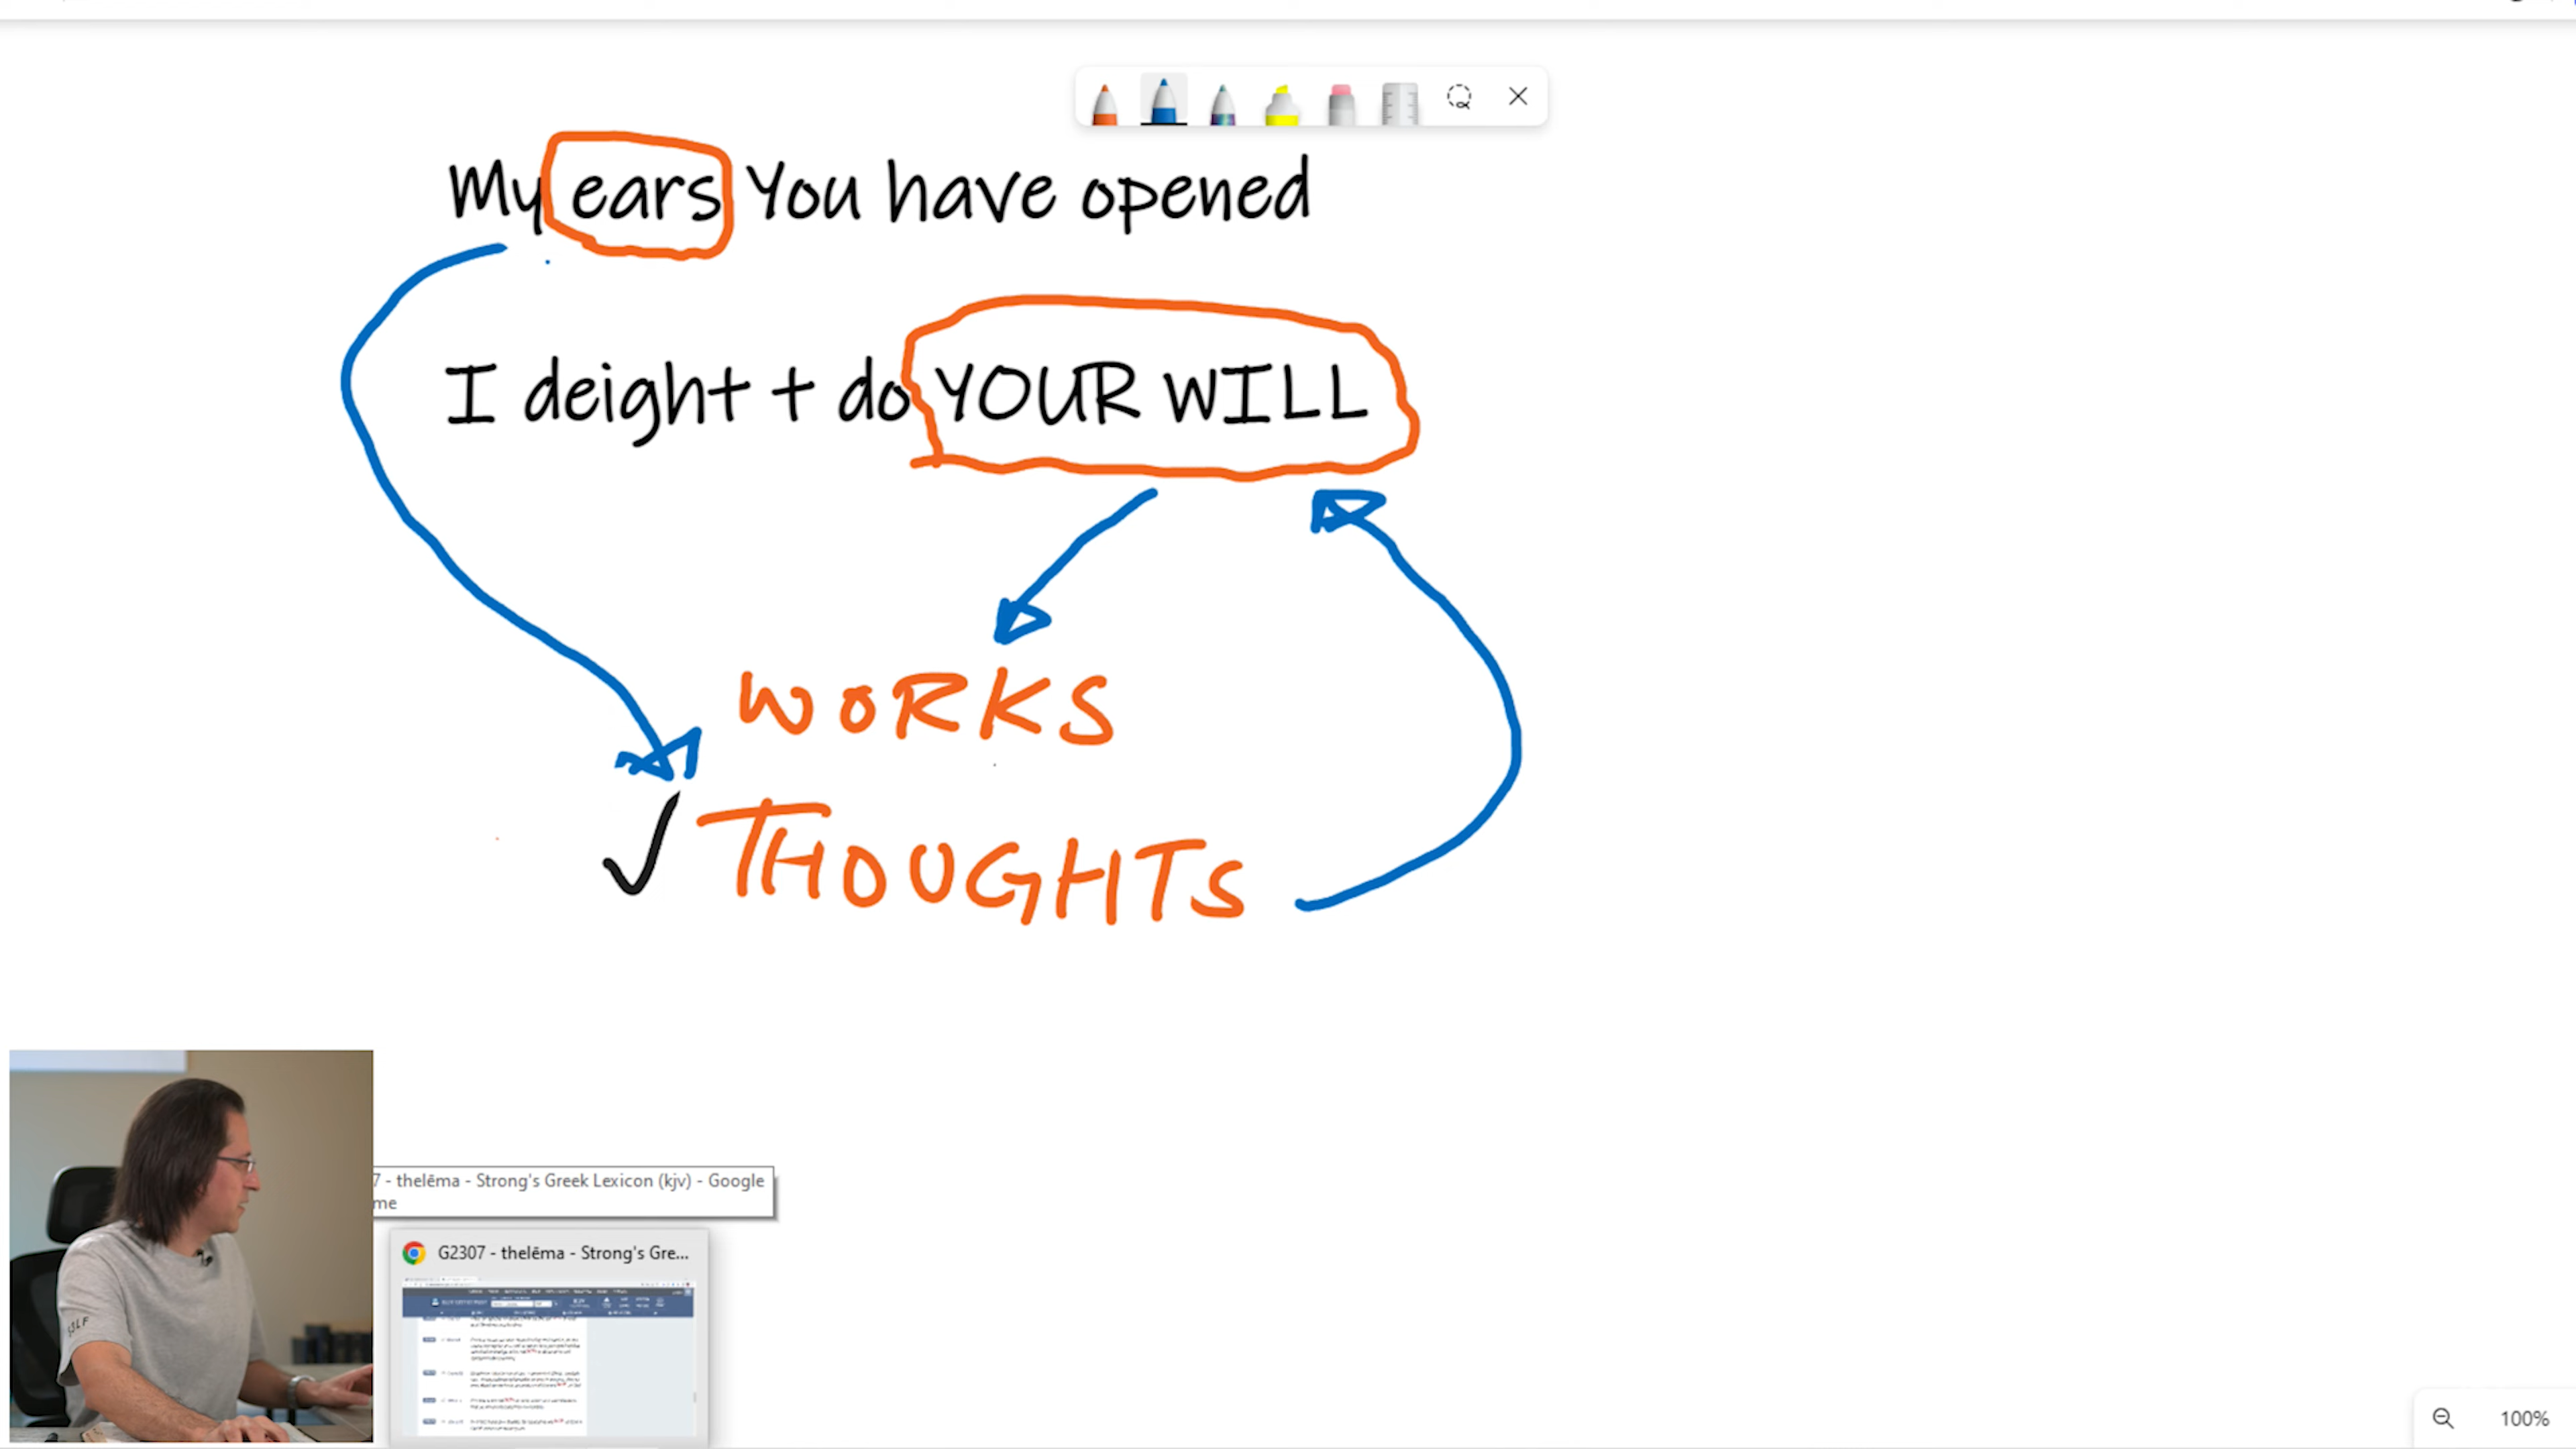 My ears You have opened
I deight + do YOUR WILL
WORKS
THOUGHTS
7 - thelēma - Strong's Greek Lexicon (kjv) - Google
me
G2307 - thelēma - Strong's Gre...
100%